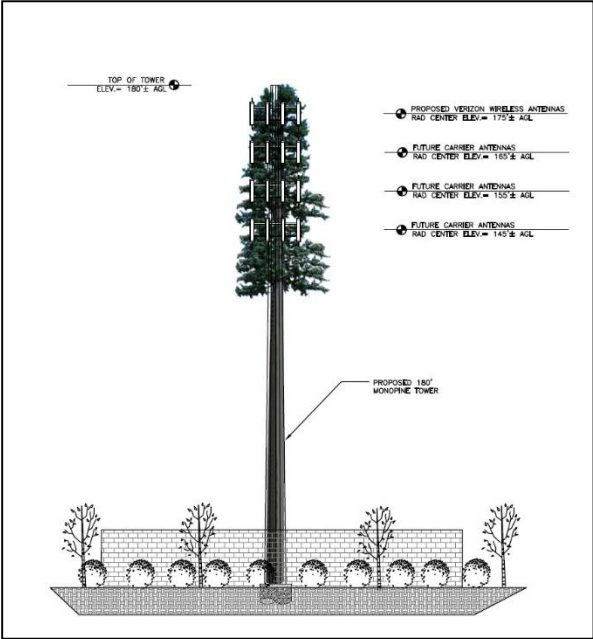 TOP OF TOWER
ELEV.= 180'± AGL
PROPOSED VERIZON WIRELESS ANTENNAS
RAD CENTER ELEV.= 175'± AGL
FUTURE CARRIER ANTENNAS
RAD CENTER ELEV.= 165'± AGL
FUTURE CARRIER ANTENNAS
RAD CENTER ELEV.= 155'± AGL
FUTURE CARRIER ANTENNAS
RAD CENTER ELEV.= 145'± AGL
PROPOSED 180'
MONOPINE TOWER